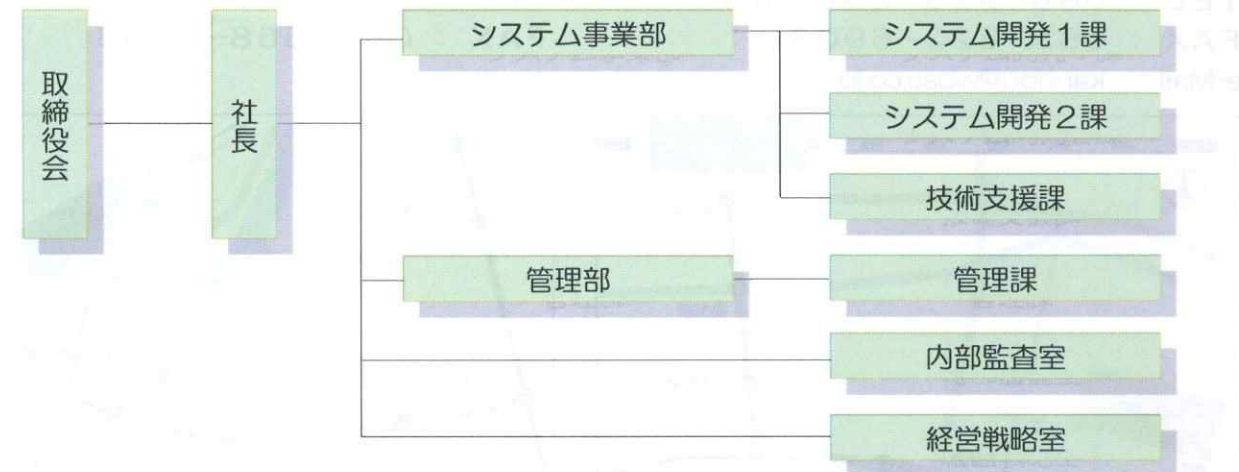 取締役会
社長
システム事業部
システム開発1課
システム開発2課
技術支援課
管理部
管理課
内部監査室
経営戦略室